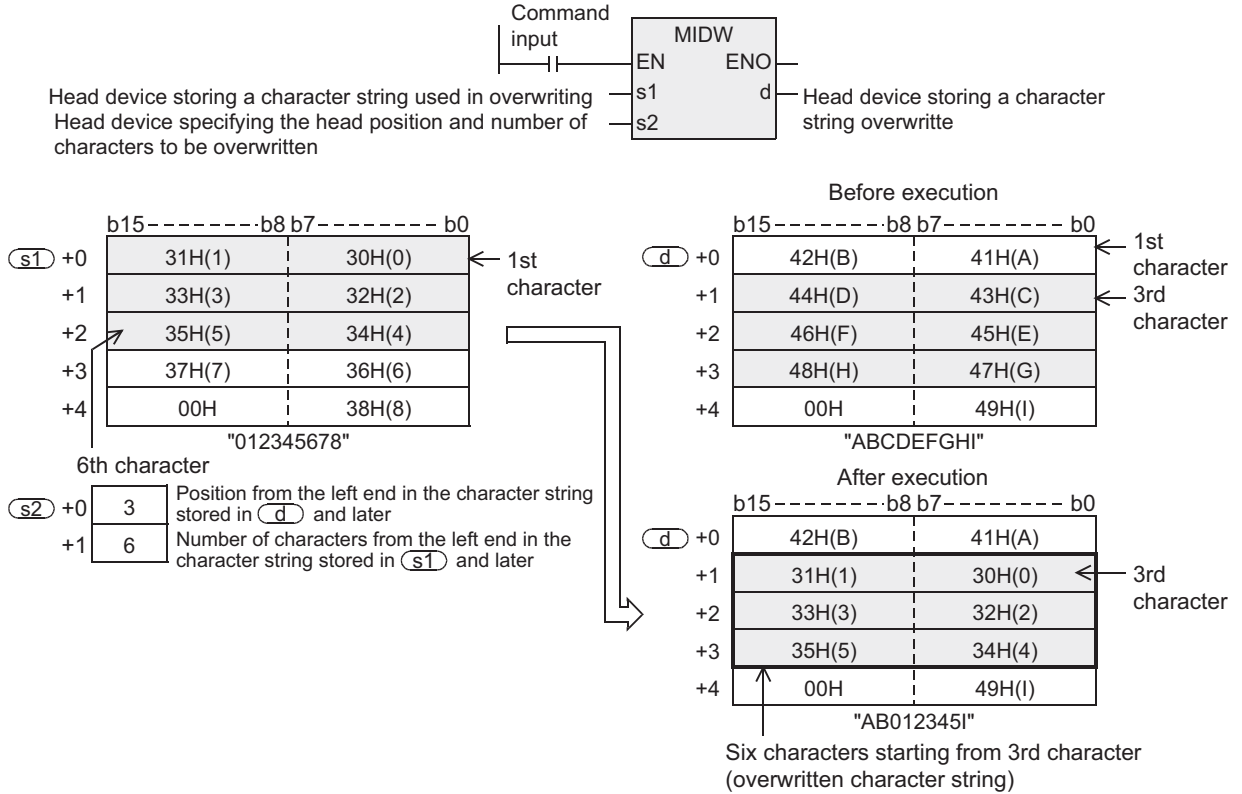 Command
input
MIDW
EN ENO
s1 d
s2
Head device storing a character string used in overwriting
Head device specifying the head position and number of
characters to be overwritten
Head device storing a character
string overwritte
b15 b8 b7 b0
s1 +0 31H(1) 30H(0)
+1 33H(3) 32H(2)
+2 35H(5) 34H(4)
+3 37H(7) 36H(6)
+4 00H 38H(8)
1st
character
"012345678"
6th character
s2 +0 3 Position from the left end in the character string
stored in d and later
+1 6 Number of characters from the left end in the
character string stored in s1 and later
Before execution
b15 b8 b7 b0
d +0 42H(B) 41H(A)
+1 44H(D) 43H(C)
+2 46H(F) 45H(E)
+3 48H(H) 47H(G)
+4 00H 49H(I)
1st
character
3rd
character
"ABCDEFGHI"
After execution
b15 b8 b7 b0
d +0 42H(B) 41H(A)
+1 31H(1) 30H(0)
+2 33H(3) 32H(2)
+3 35H(5) 34H(4)
+4 00H 49H(I)
3rd
character
"AB012345I"
Six characters starting from 3rd character
(overwritten character string)